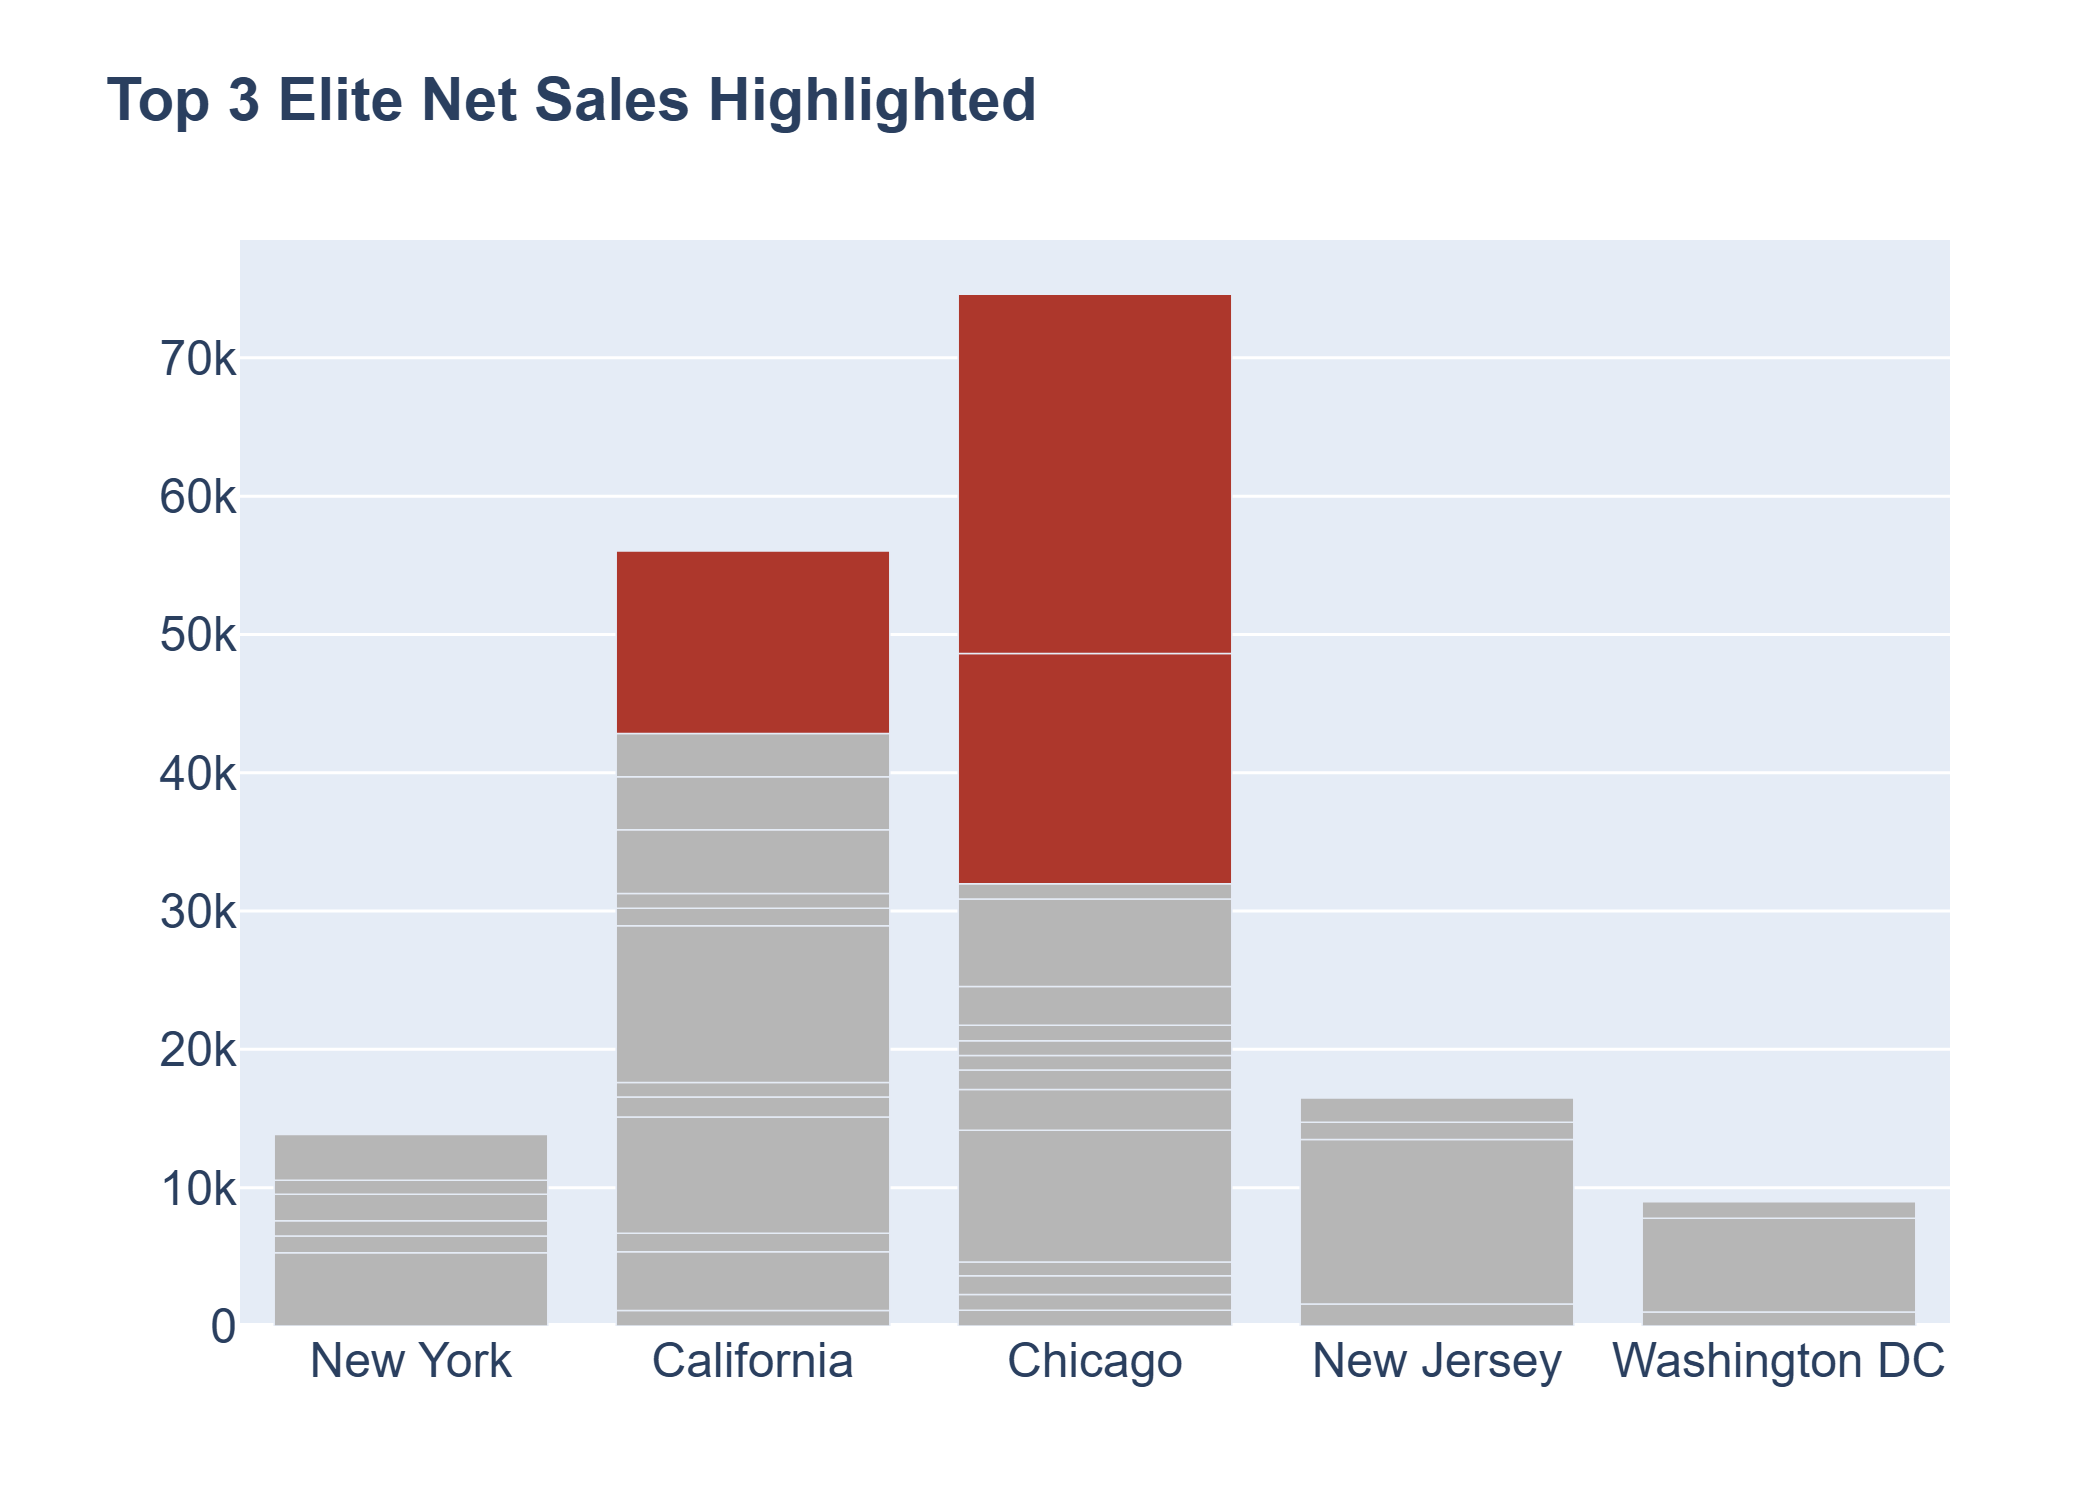 Top 3 Elite Net Sales Highlighted
70k
60k
50k
40k
30k
20k
10k
0
New York California Chicago New Jersey Washington DC